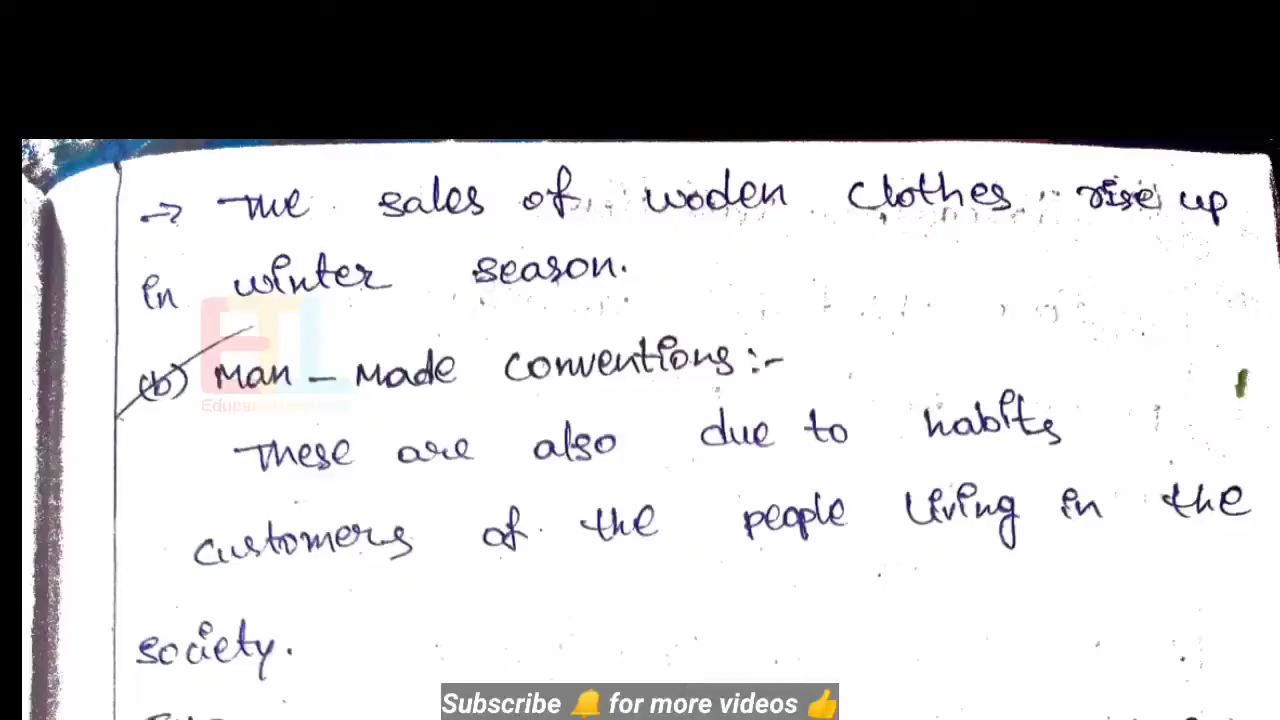 → The sales of woden clothes rise up
in winter season.
(b) Man - Made conventions :-
These are also due to habits
customers of the people living in the
society.
Subscribe 🔔 for more videos 👍